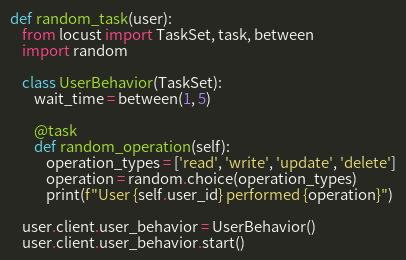 def random_task(user):
    from locust import TaskSet, task, between
    import random

    class UserBehavior(TaskSet):
        wait_time = between(1, 5)

        @task
        def random_operation(self):
            operation_types = ['read', 'write', 'update', 'delete']
            operation = random.choice(operation_types)
            print(f"User {self.user_id} performed {operation}")

    user.client.user_behavior = UserBehavior()
    user.client.user_behavior.start()